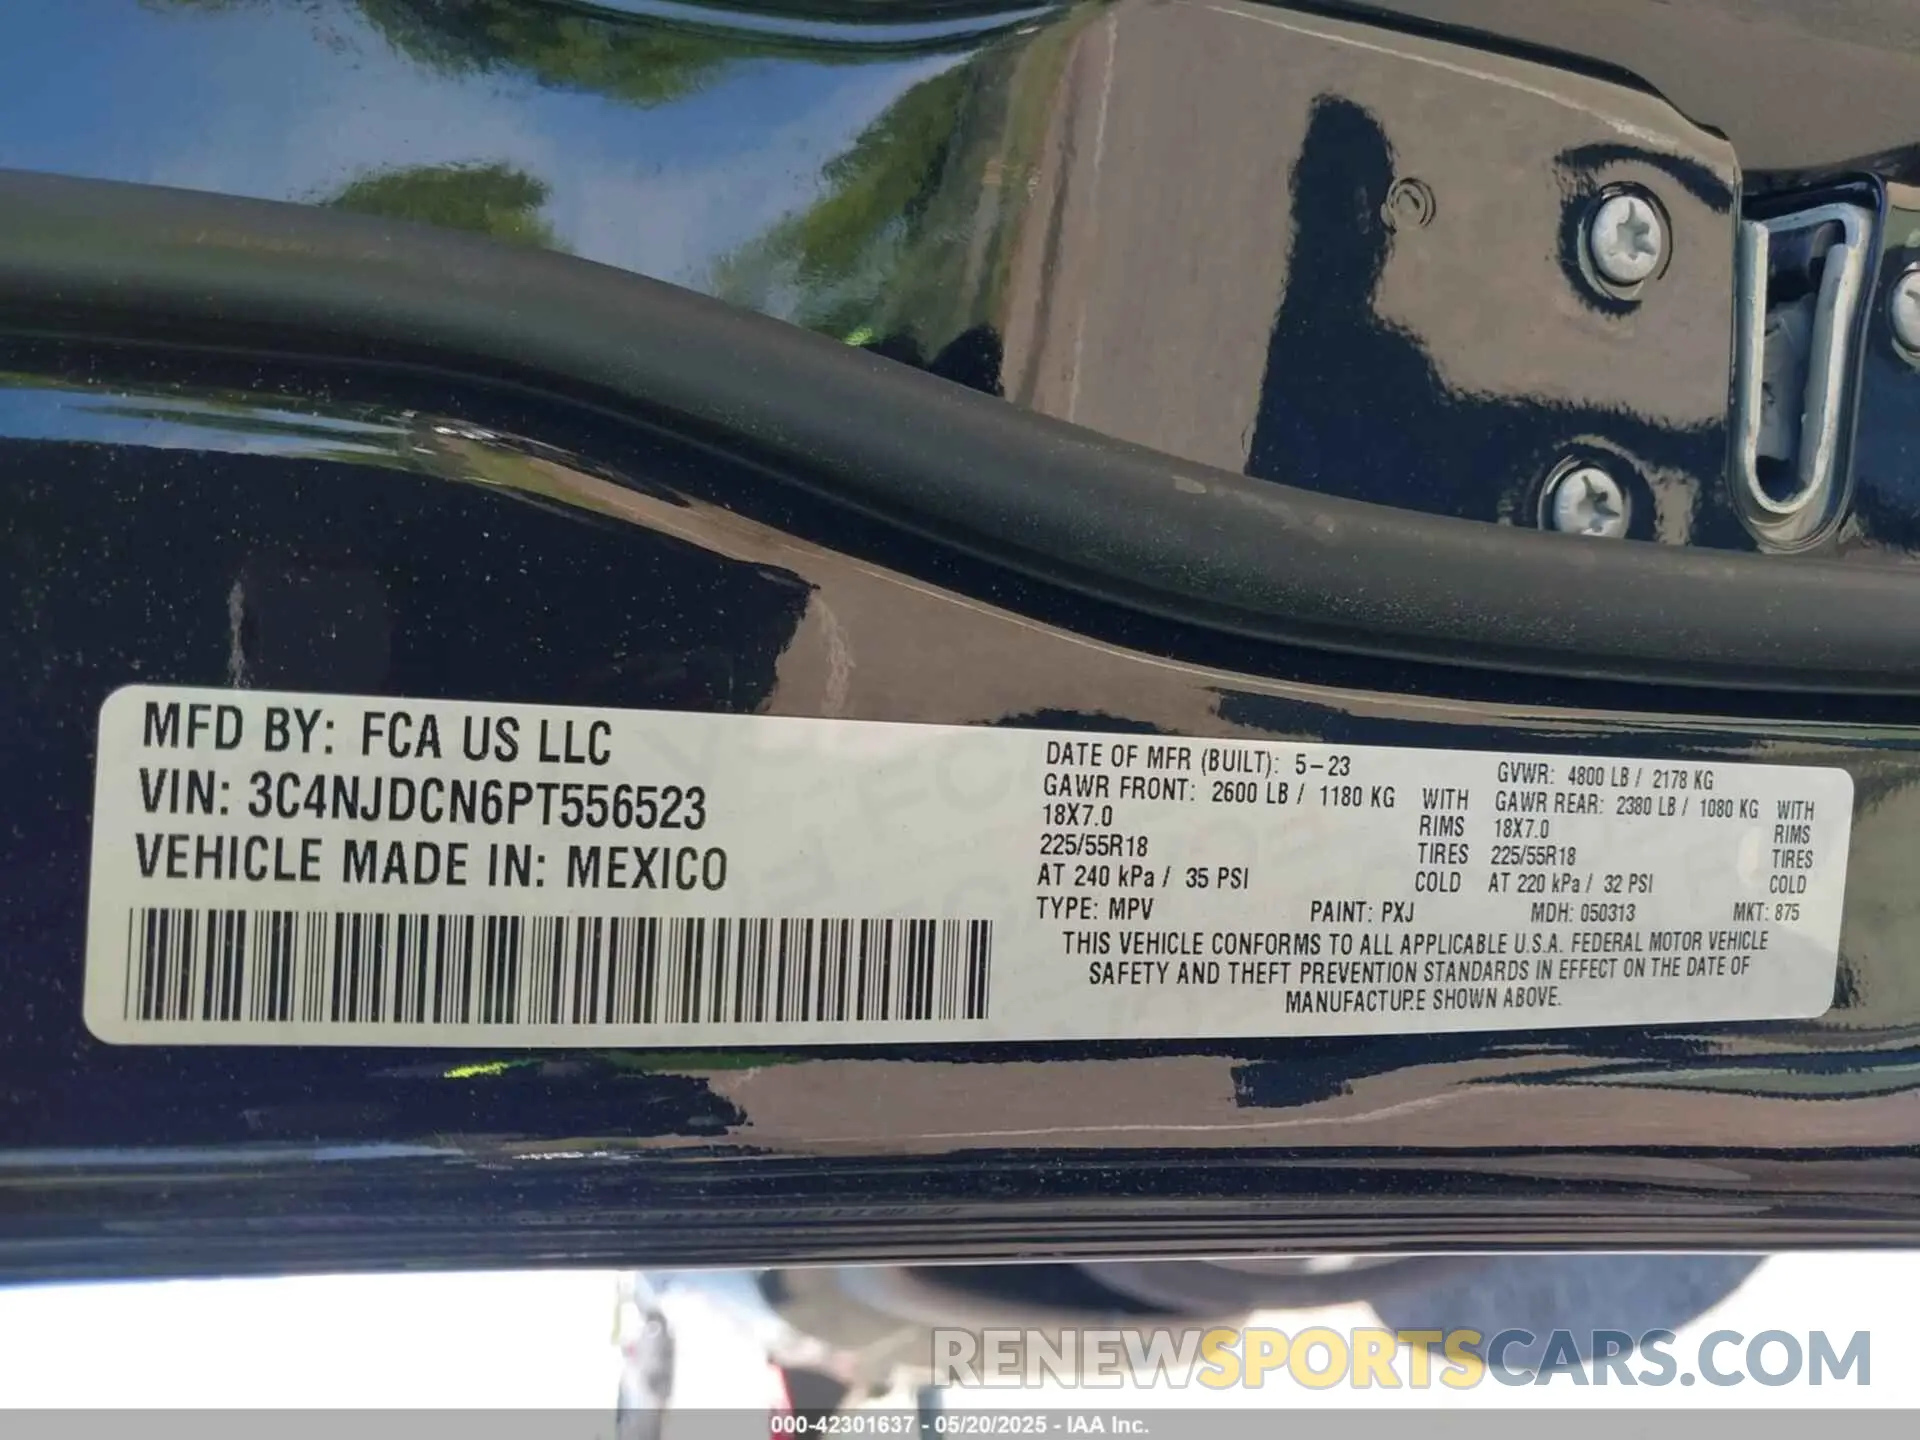 MFD BY: FCA US LLC
VIN: 3C4NJDCN6PT556523
VEHICLE MADE IN: MEXICO
DATE OF MFR (BUILT): 5-23 GVWR: 4800 LB / 2178 KG
GAWR FRONT: 2600 LB / 1180 KG WITH GAWR REAR: 2380 LB / 1080 KG WITH
18X7.0 RIMS 18X7.0 RIMS
225/55R18 TIRES 225/55R18 TIRES
AT 240 kPa / 35 PSI COLD AT 220 kPa / 32 PSI COLD
TYPE: MPV PAINT: PXJ MDH: 050313 MKT: 875
THIS VEHICLE CONFORMS TO ALL APPLICABLE U.S.A. FEDERAL MOTOR VEHICLE
SAFETY AND THEFT PREVENTION STANDARDS IN EFFECT ON THE DATE OF
MANUFACTURE SHOWN ABOVE.
RENEWSPORTSCARS.COM
000-42301637 - 05/20/2025 - IAA Inc.